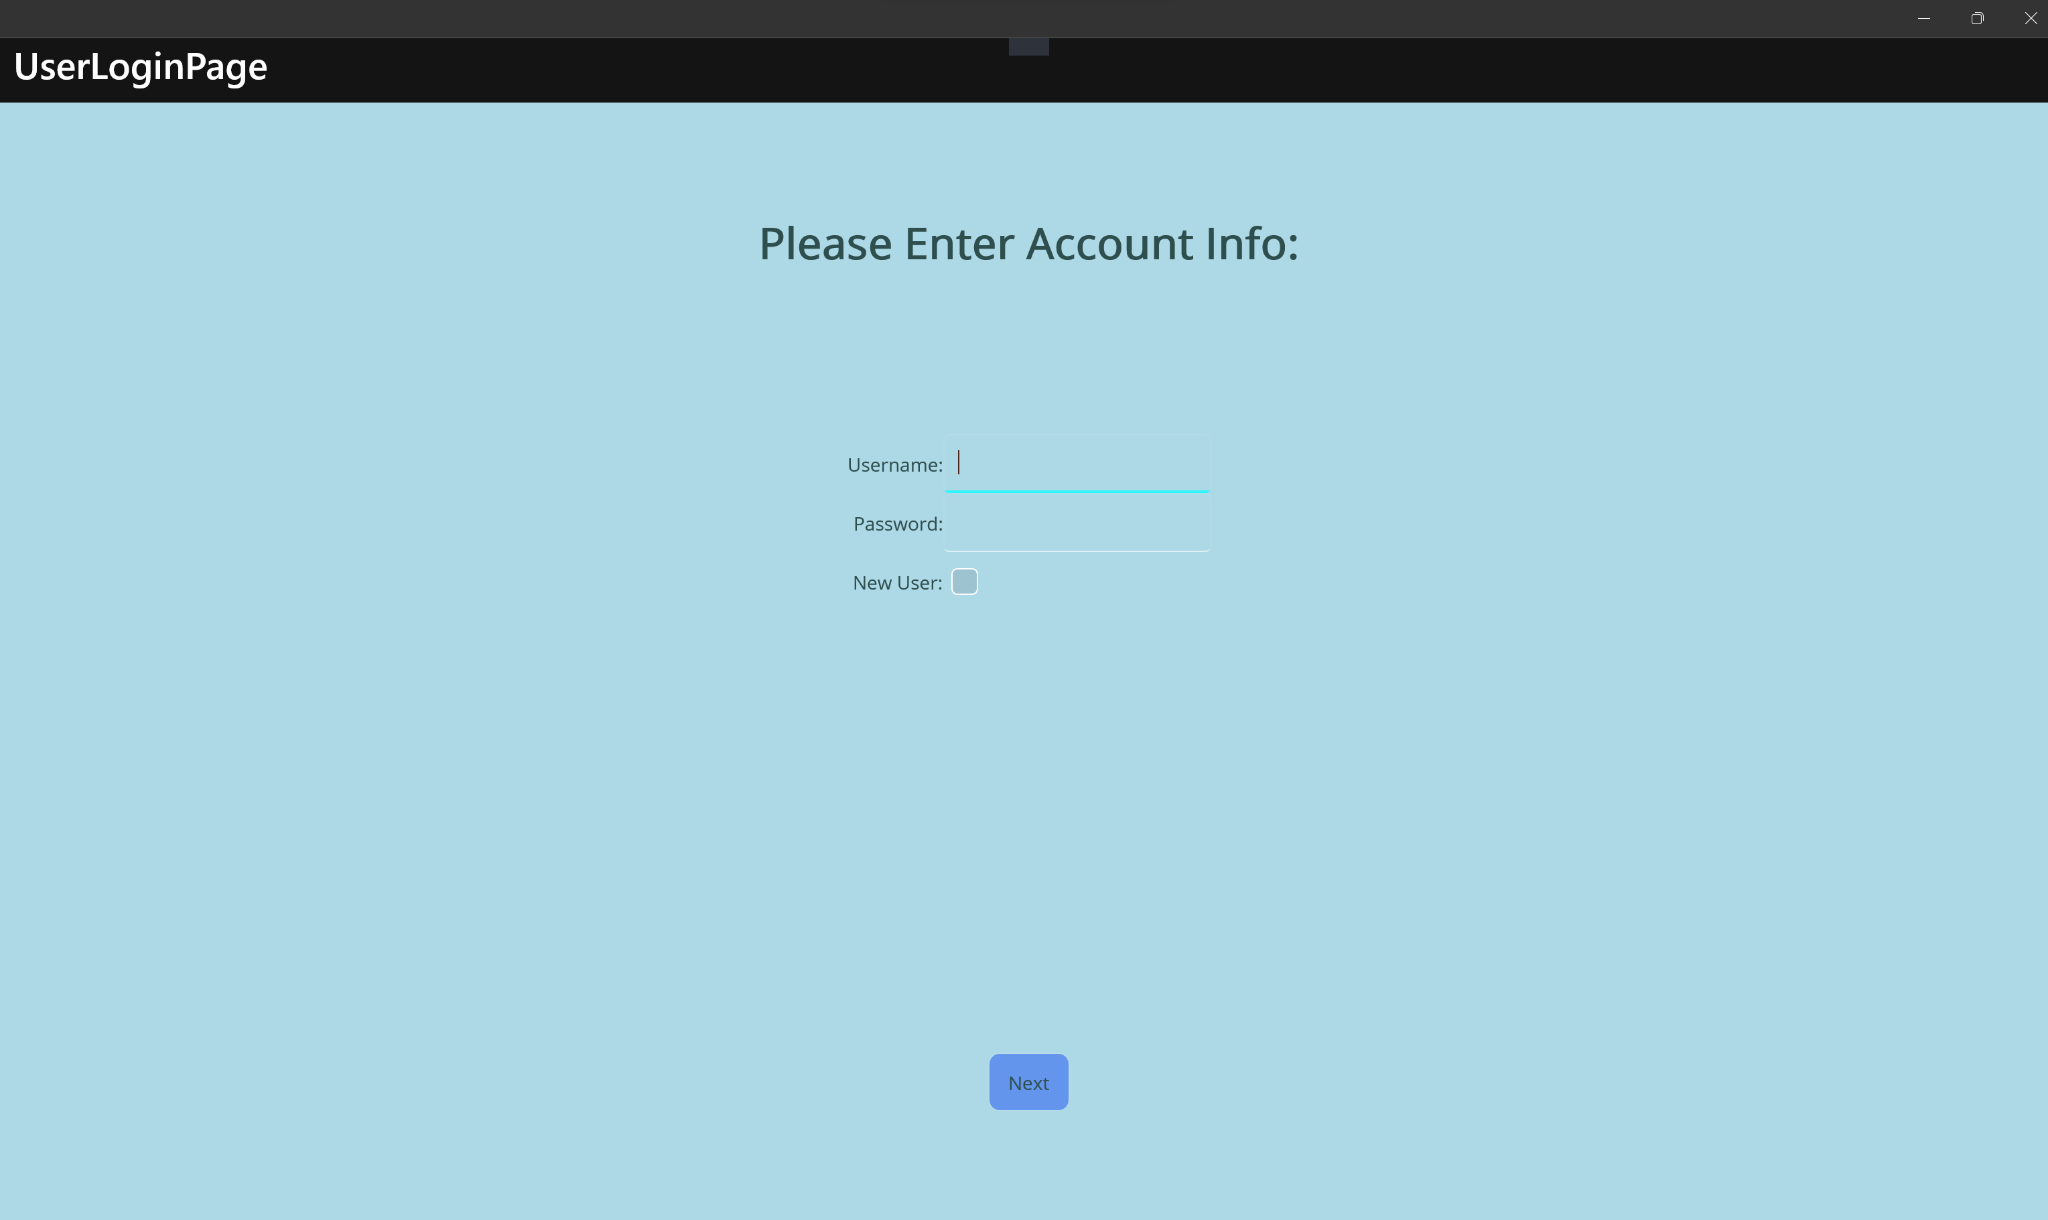 UserLoginPage
Please Enter Account Info:
Username:
Password:
New User:
Next